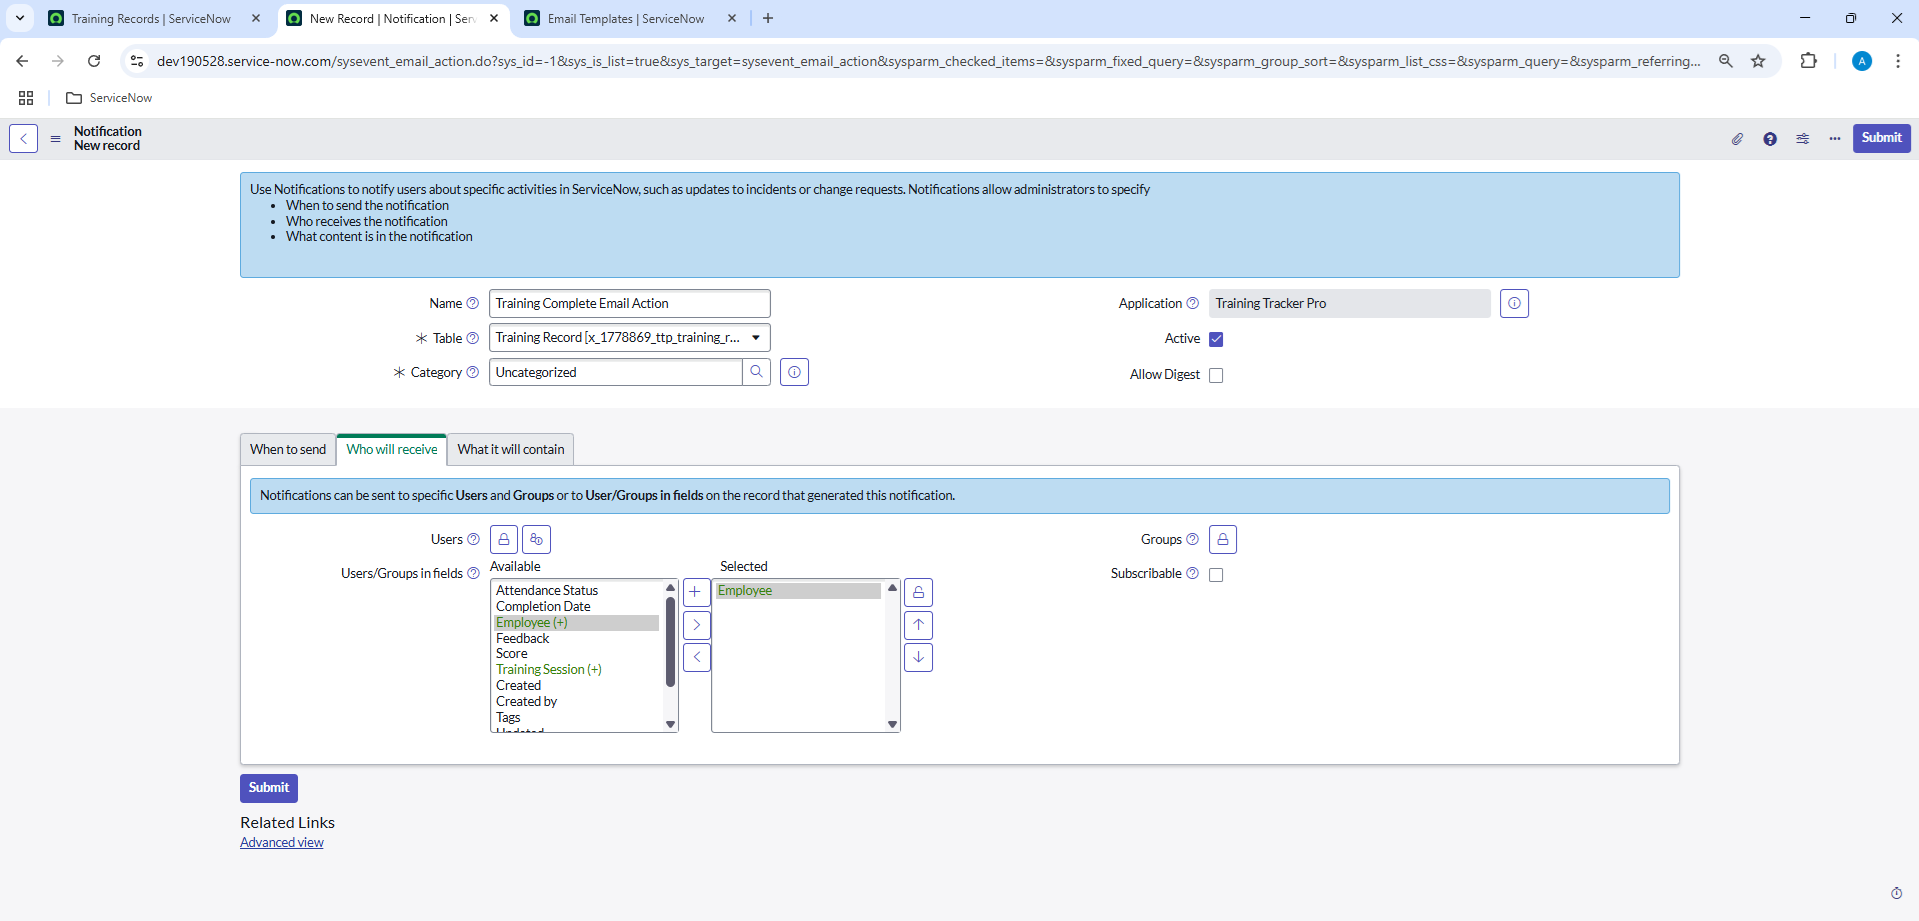 Training Records | ServiceNow
New Record | Notification | Serv
Email Templates | ServiceNow
dev190528.service-now.com/sysevent_email_action.do?sys_id=-1&sys_is_list=true&sys_target=sysevent_email_action&sysparm_checked_items=&sysparm_fixed_query=&sysparm_group_sort=&sysparm_list_css=&sysparm_query=&sysparm_referring...
A
ServiceNow
Notification
New record
Submit
Use Notifications to notify users about specific activities in ServiceNow, such as updates to incidents or change requests. Notifications allow administrators to specify
• When to send the notification
• Who receives the notification
• What content is in the notification
Name
Training Complete Email Action
Application
Training Tracker Pro
Table
Training Record [x_1778869_ttp_training_r...
Active
Category
Uncategorized
Allow Digest
When to send
Who will receive
What it will contain
Notifications can be sent to specific Users and Groups or to User/Groups in fields on the record that generated this notification.
Users
Groups
Users/Groups in fields
Available
Selected
Subscribable
Attendance Status
Completion Date
Employee (+)
Feedback
Score
Training Session (+)
Created
Created by
Tags
Updated
Employee
Submit
Related Links
Advanced view